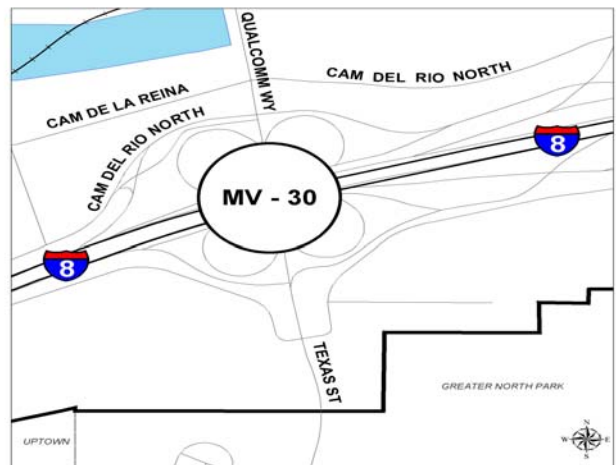 QUALCOMM WY
CAM DEL RIO NORTH
CAM DE LA REINA
CAM DEL RIO NORTH
8
MV - 30
8
TEXAS ST
GREATER NORTH PARK
UPTOWN
N
W E
S